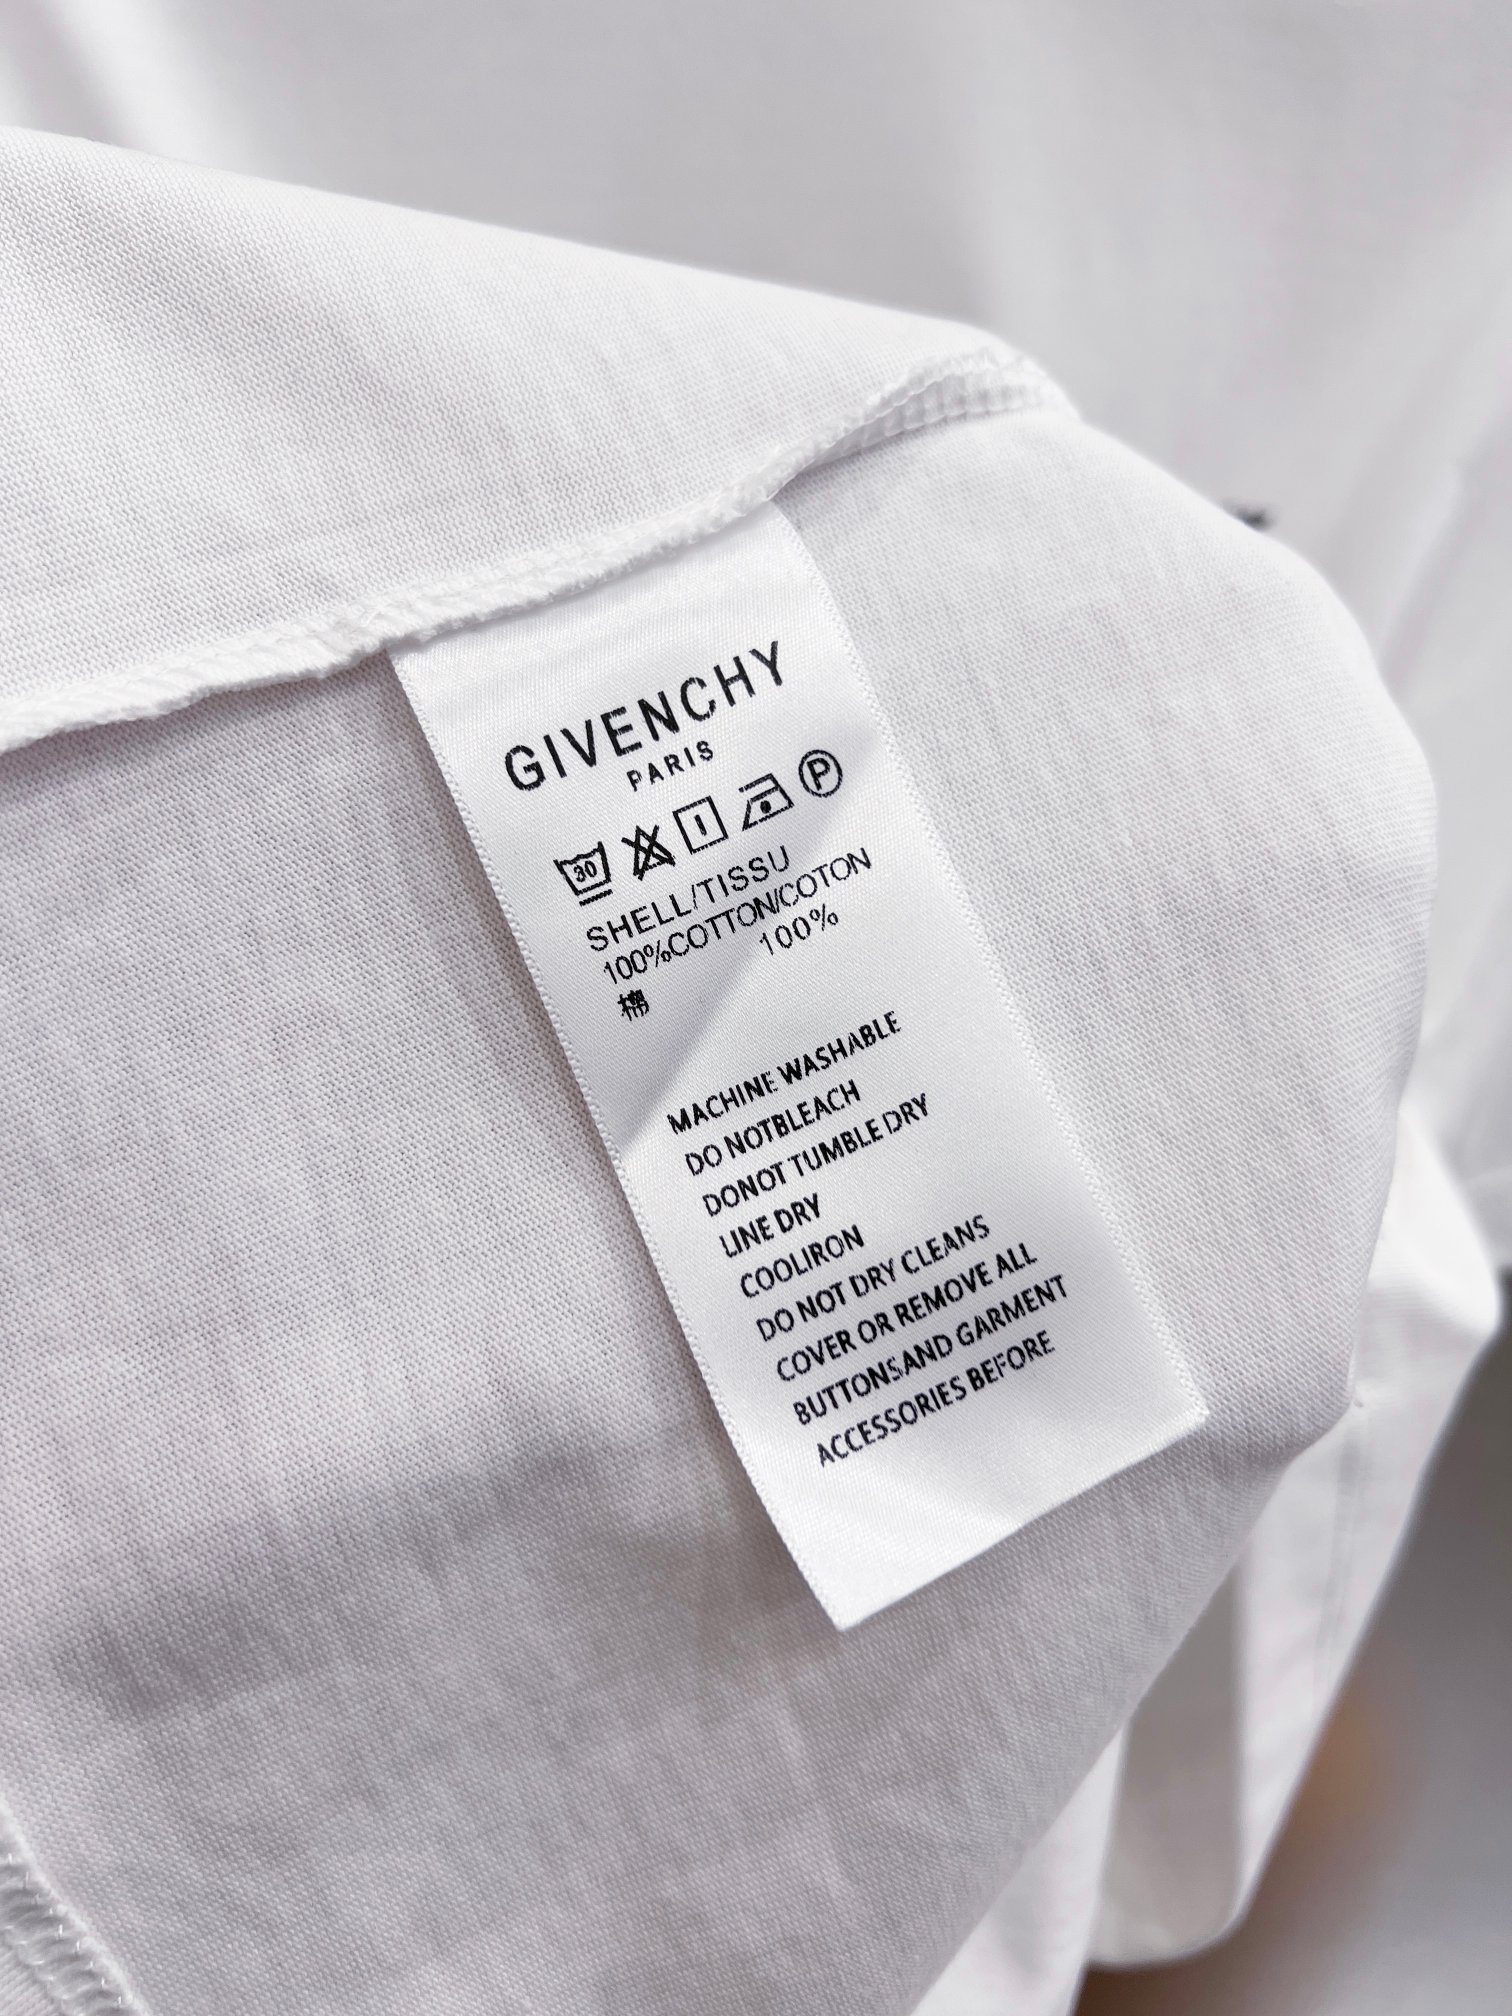 GIVENCHY
PARIS
30 P
SHELL/TISSU
100%COTTON/COTON
100%
棉
MACHINE WASHABLE
DO NOTBLEACH
DONOT TUMBLE DRY
LINE DRY
COOLIRON
DO NOT DRY CLEANS
COVER OR REMOVE ALL
BUTTONSAND GARMENT
ACCESSORIES BEFORE